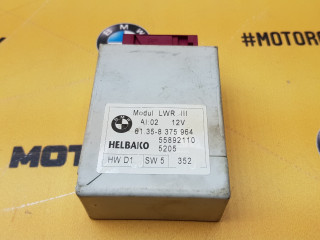 #MOTOR
Modul LWR III
AI:02 12V
61.35-8 375 964
HELBAKO 55892110
5205
HW D1 SW 5 352